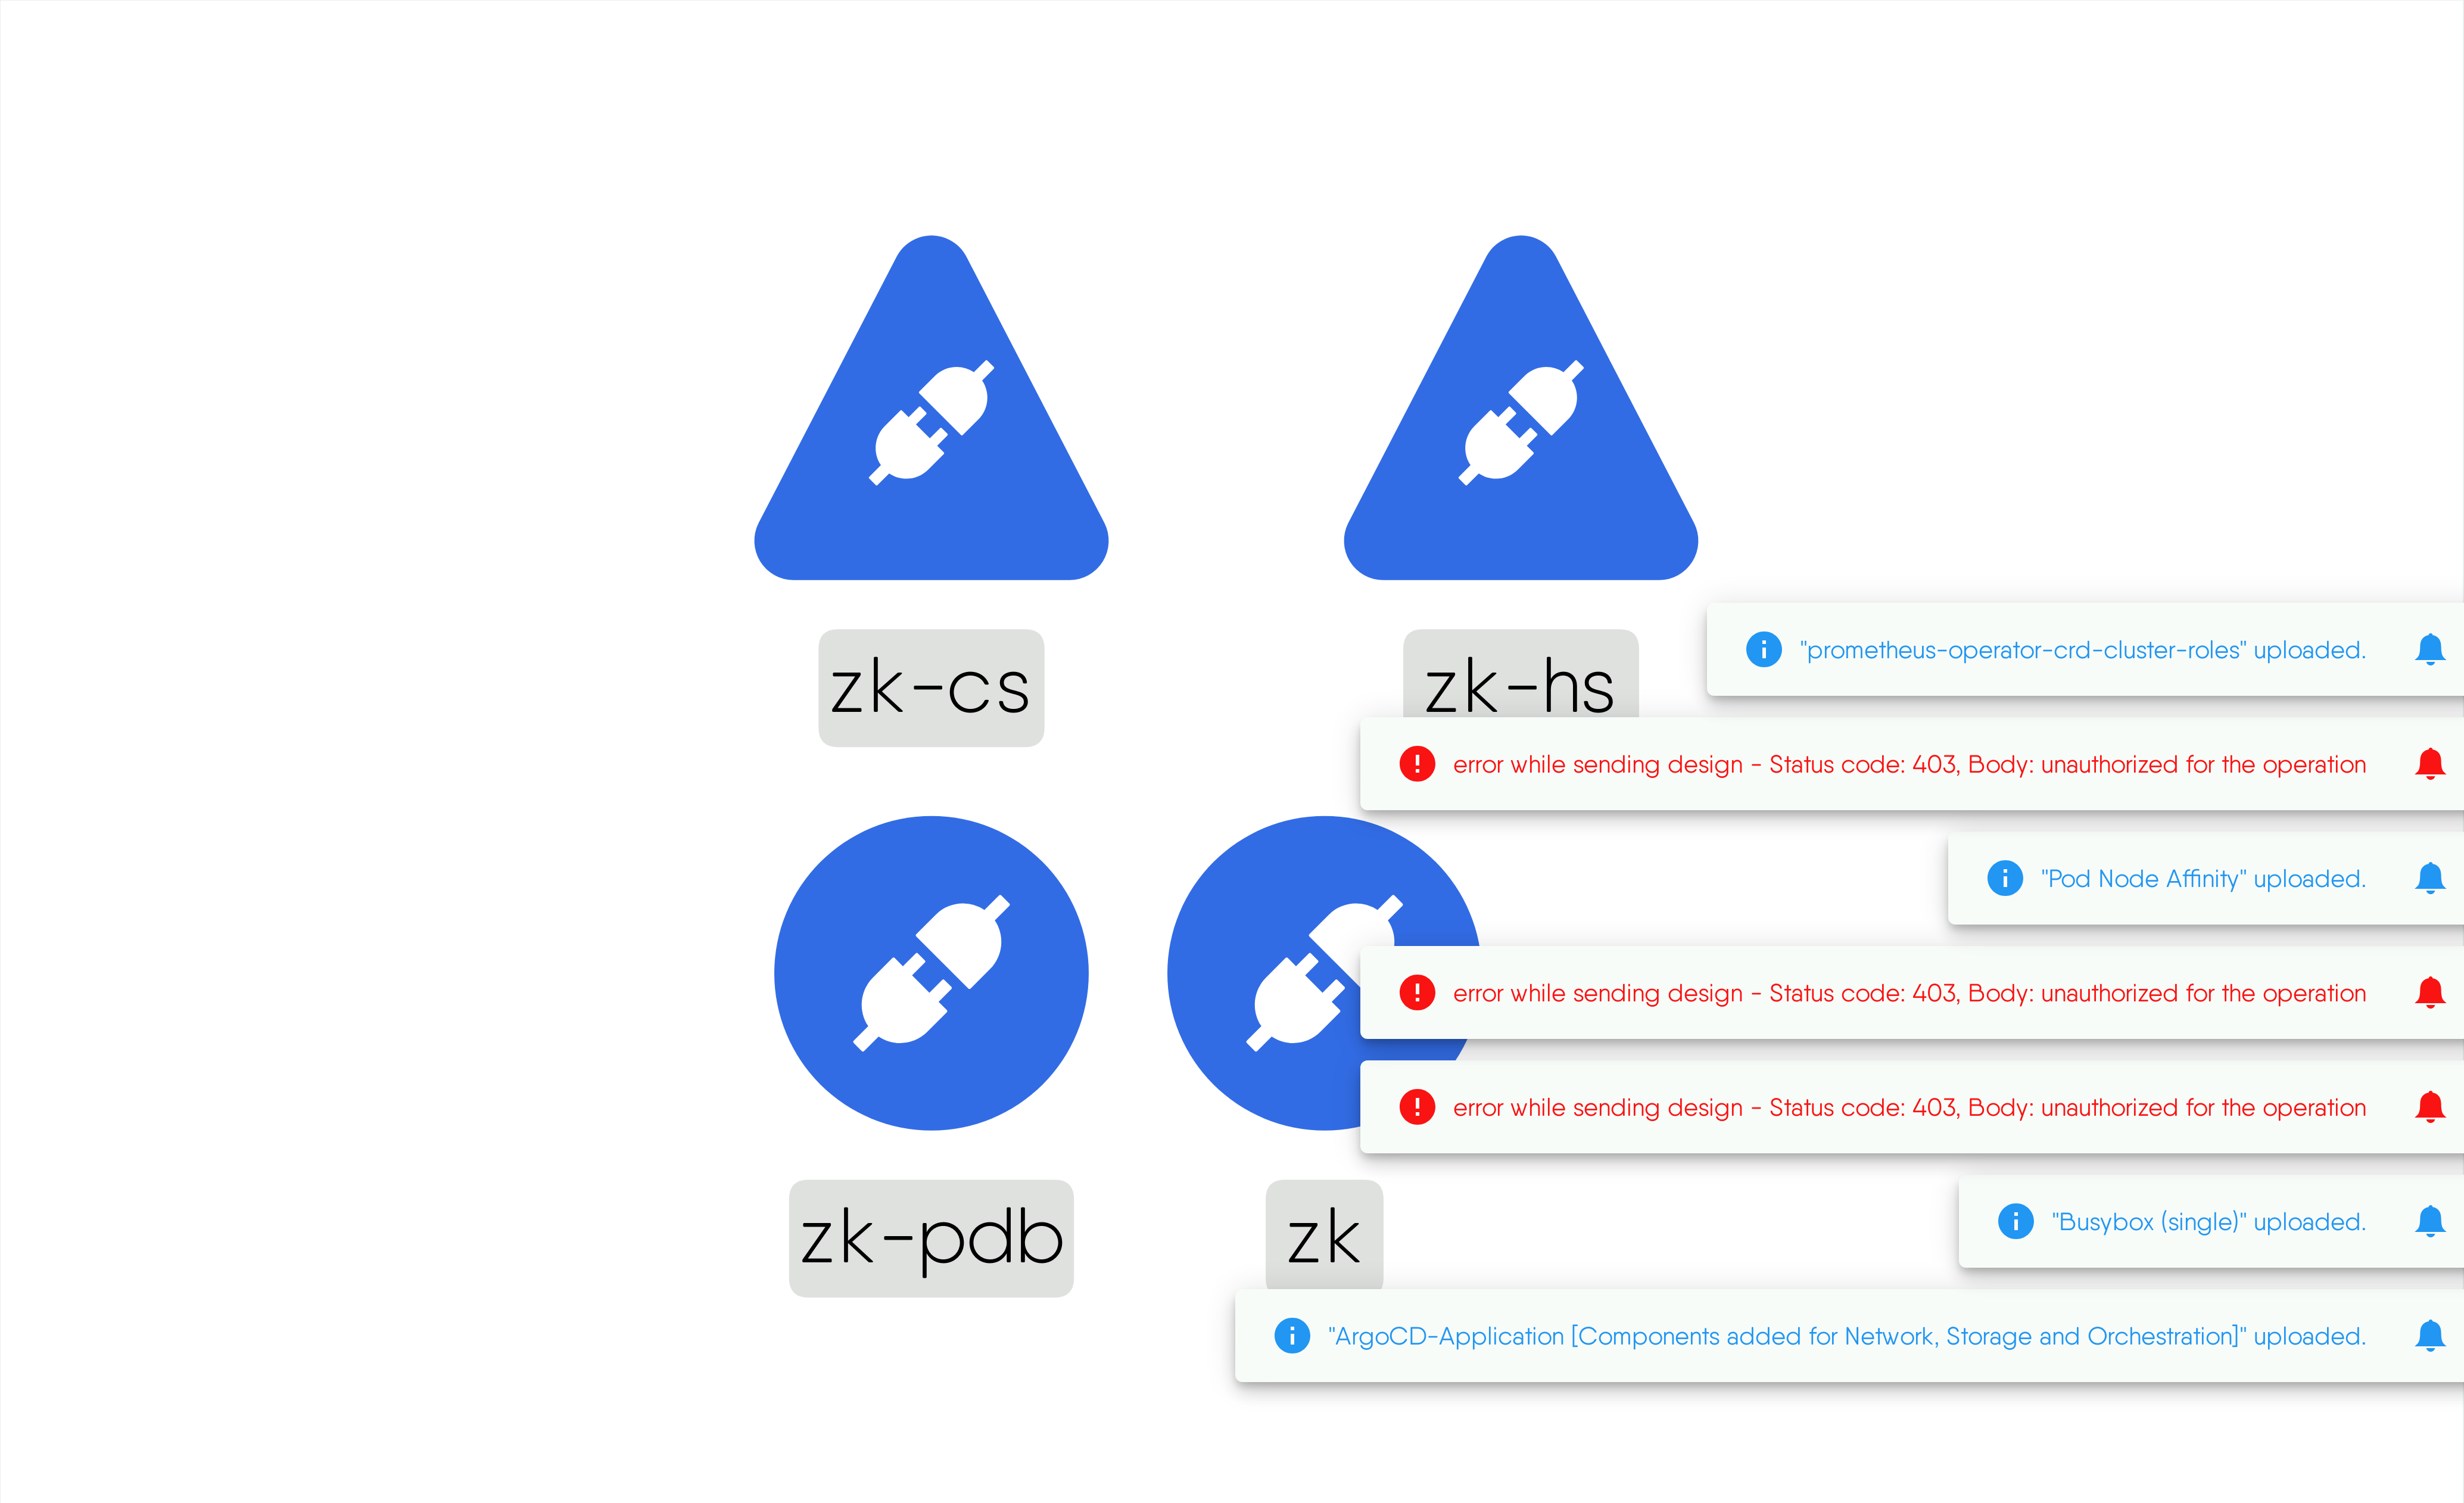 zk-cs
zk-hs
"prometheus-operator-crd-cluster-roles" uploaded.
error while sending design - Status code: 403, Body: unauthorized for the operation
"Pod Node Affinity" uploaded.
error while sending design - Status code: 403, Body: unauthorized for the operation
error while sending design - Status code: 403, Body: unauthorized for the operation
zk-pdb
zk
"Busybox (single)" uploaded.
"ArgoCD-Application [Components added for Network, Storage and Orchestration]" uploaded.